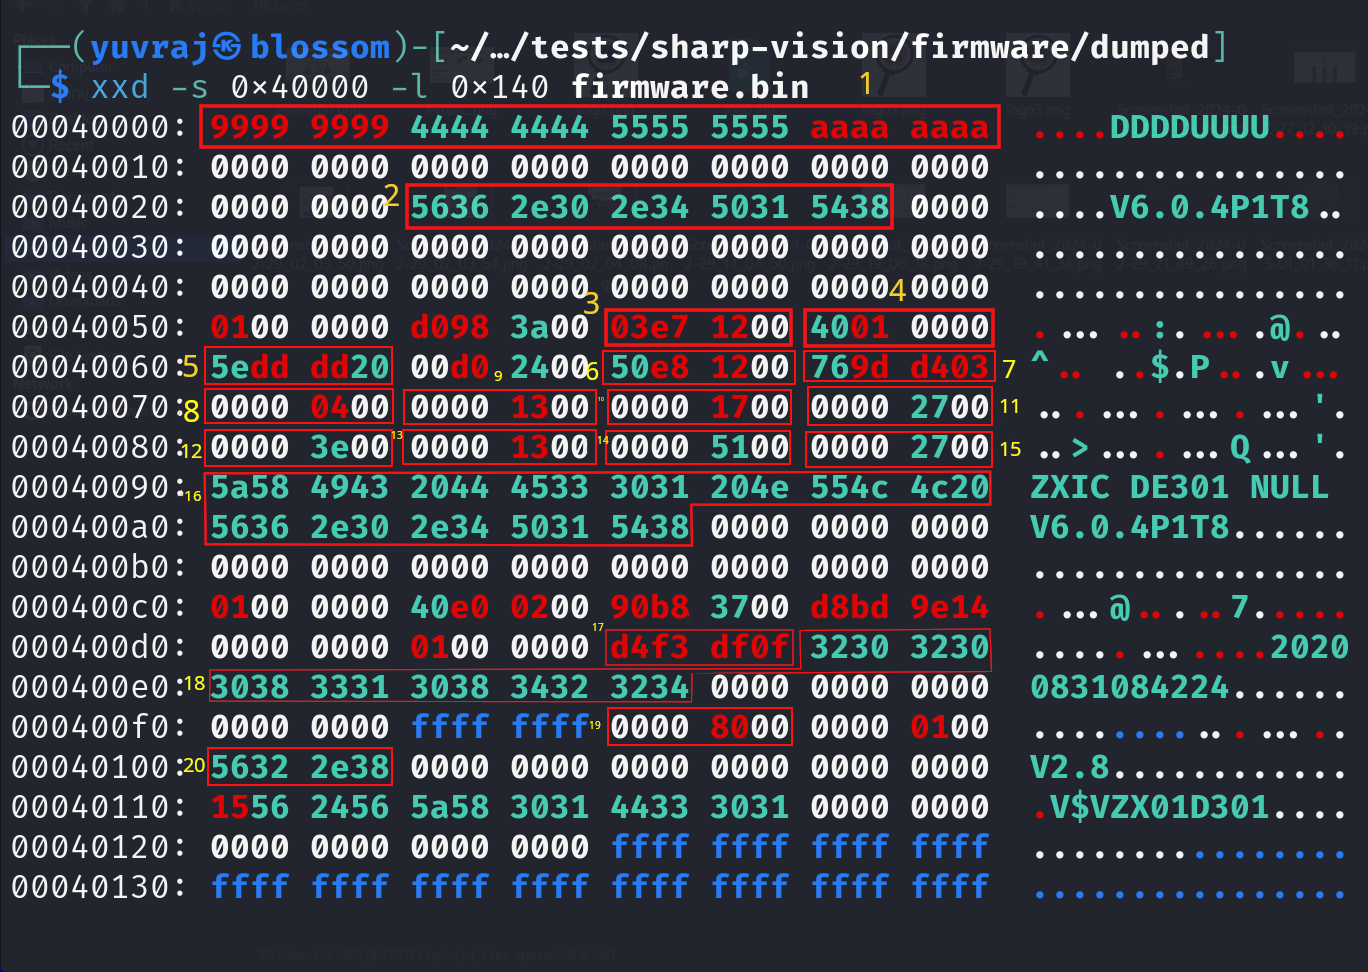 ┌──(yuvraj㉿blossom)-[~/…/tests/sharp-vision/firmware/dumped]
└─$ xxd -s 0×40000 -l 0×140 firmware.bin 1
00040000: 9999 9999 4444 4444 5555 5555 aaaa aaaa ....DDDDUUUU....
00040010: 0000 0000 0000 0000 0000 0000 0000 0000 ................
00040020: 0000 0000 2 5636 2e30 2e34 5031 5438 0000 ....V6.0.4P1T8..
00040030: 0000 0000 0000 0000 0000 0000 0000 0000 ................
00040040: 0000 0000 0000 0000 0000 0000 0000 0000 ................
00040050: 0100 0000 d098 3a00 3 03e7 1200 4 4001 0000 ......:......@..
00040060: 5 5edd dd20 00d0 9 2400 6 50e8 1200 769d d403 7 ^.. ..$.P...v...
00040070: 8 0000 0400 0000 1300 10 0000 1700 0000 2700 11 ..............'.
00040080: 12 0000 3e00 13 0000 1300 14 0000 5100 0000 2700 15 ..>.......Q...'.
00040090: 16 5a58 4943 2044 4533 3031 204e 554c 4c20 ZXIC DE301 NULL
000400a0: 5636 2e30 2e34 5031 5438 0000 0000 0000 V6.0.4P1T8......
000400b0: 0000 0000 0000 0000 0000 0000 0000 0000 ................
000400c0: 0100 0000 40e0 0200 90b8 3700 d8bd 9e14 ....@.....7.....
000400d0: 0000 0000 0100 0000 17 d4f3 df0f 3230 3230 ............2020
000400e0: 18 3038 3331 3038 3432 3234 0000 0000 0000 0831084224......
000400f0: 0000 0000 ffff ffff 19 0000 8000 0000 0100 ................
00040100: 20 5632 2e38 0000 0000 0000 0000 0000 0000 V2.8............
00040110: 1556 2456 5a58 3031 4433 3031 0000 0000 .V$VZX01D301....
00040120: 0000 0000 0000 0000 ffff ffff ffff ffff ................
00040130: ffff ffff ffff ffff ffff ffff ffff ffff ................